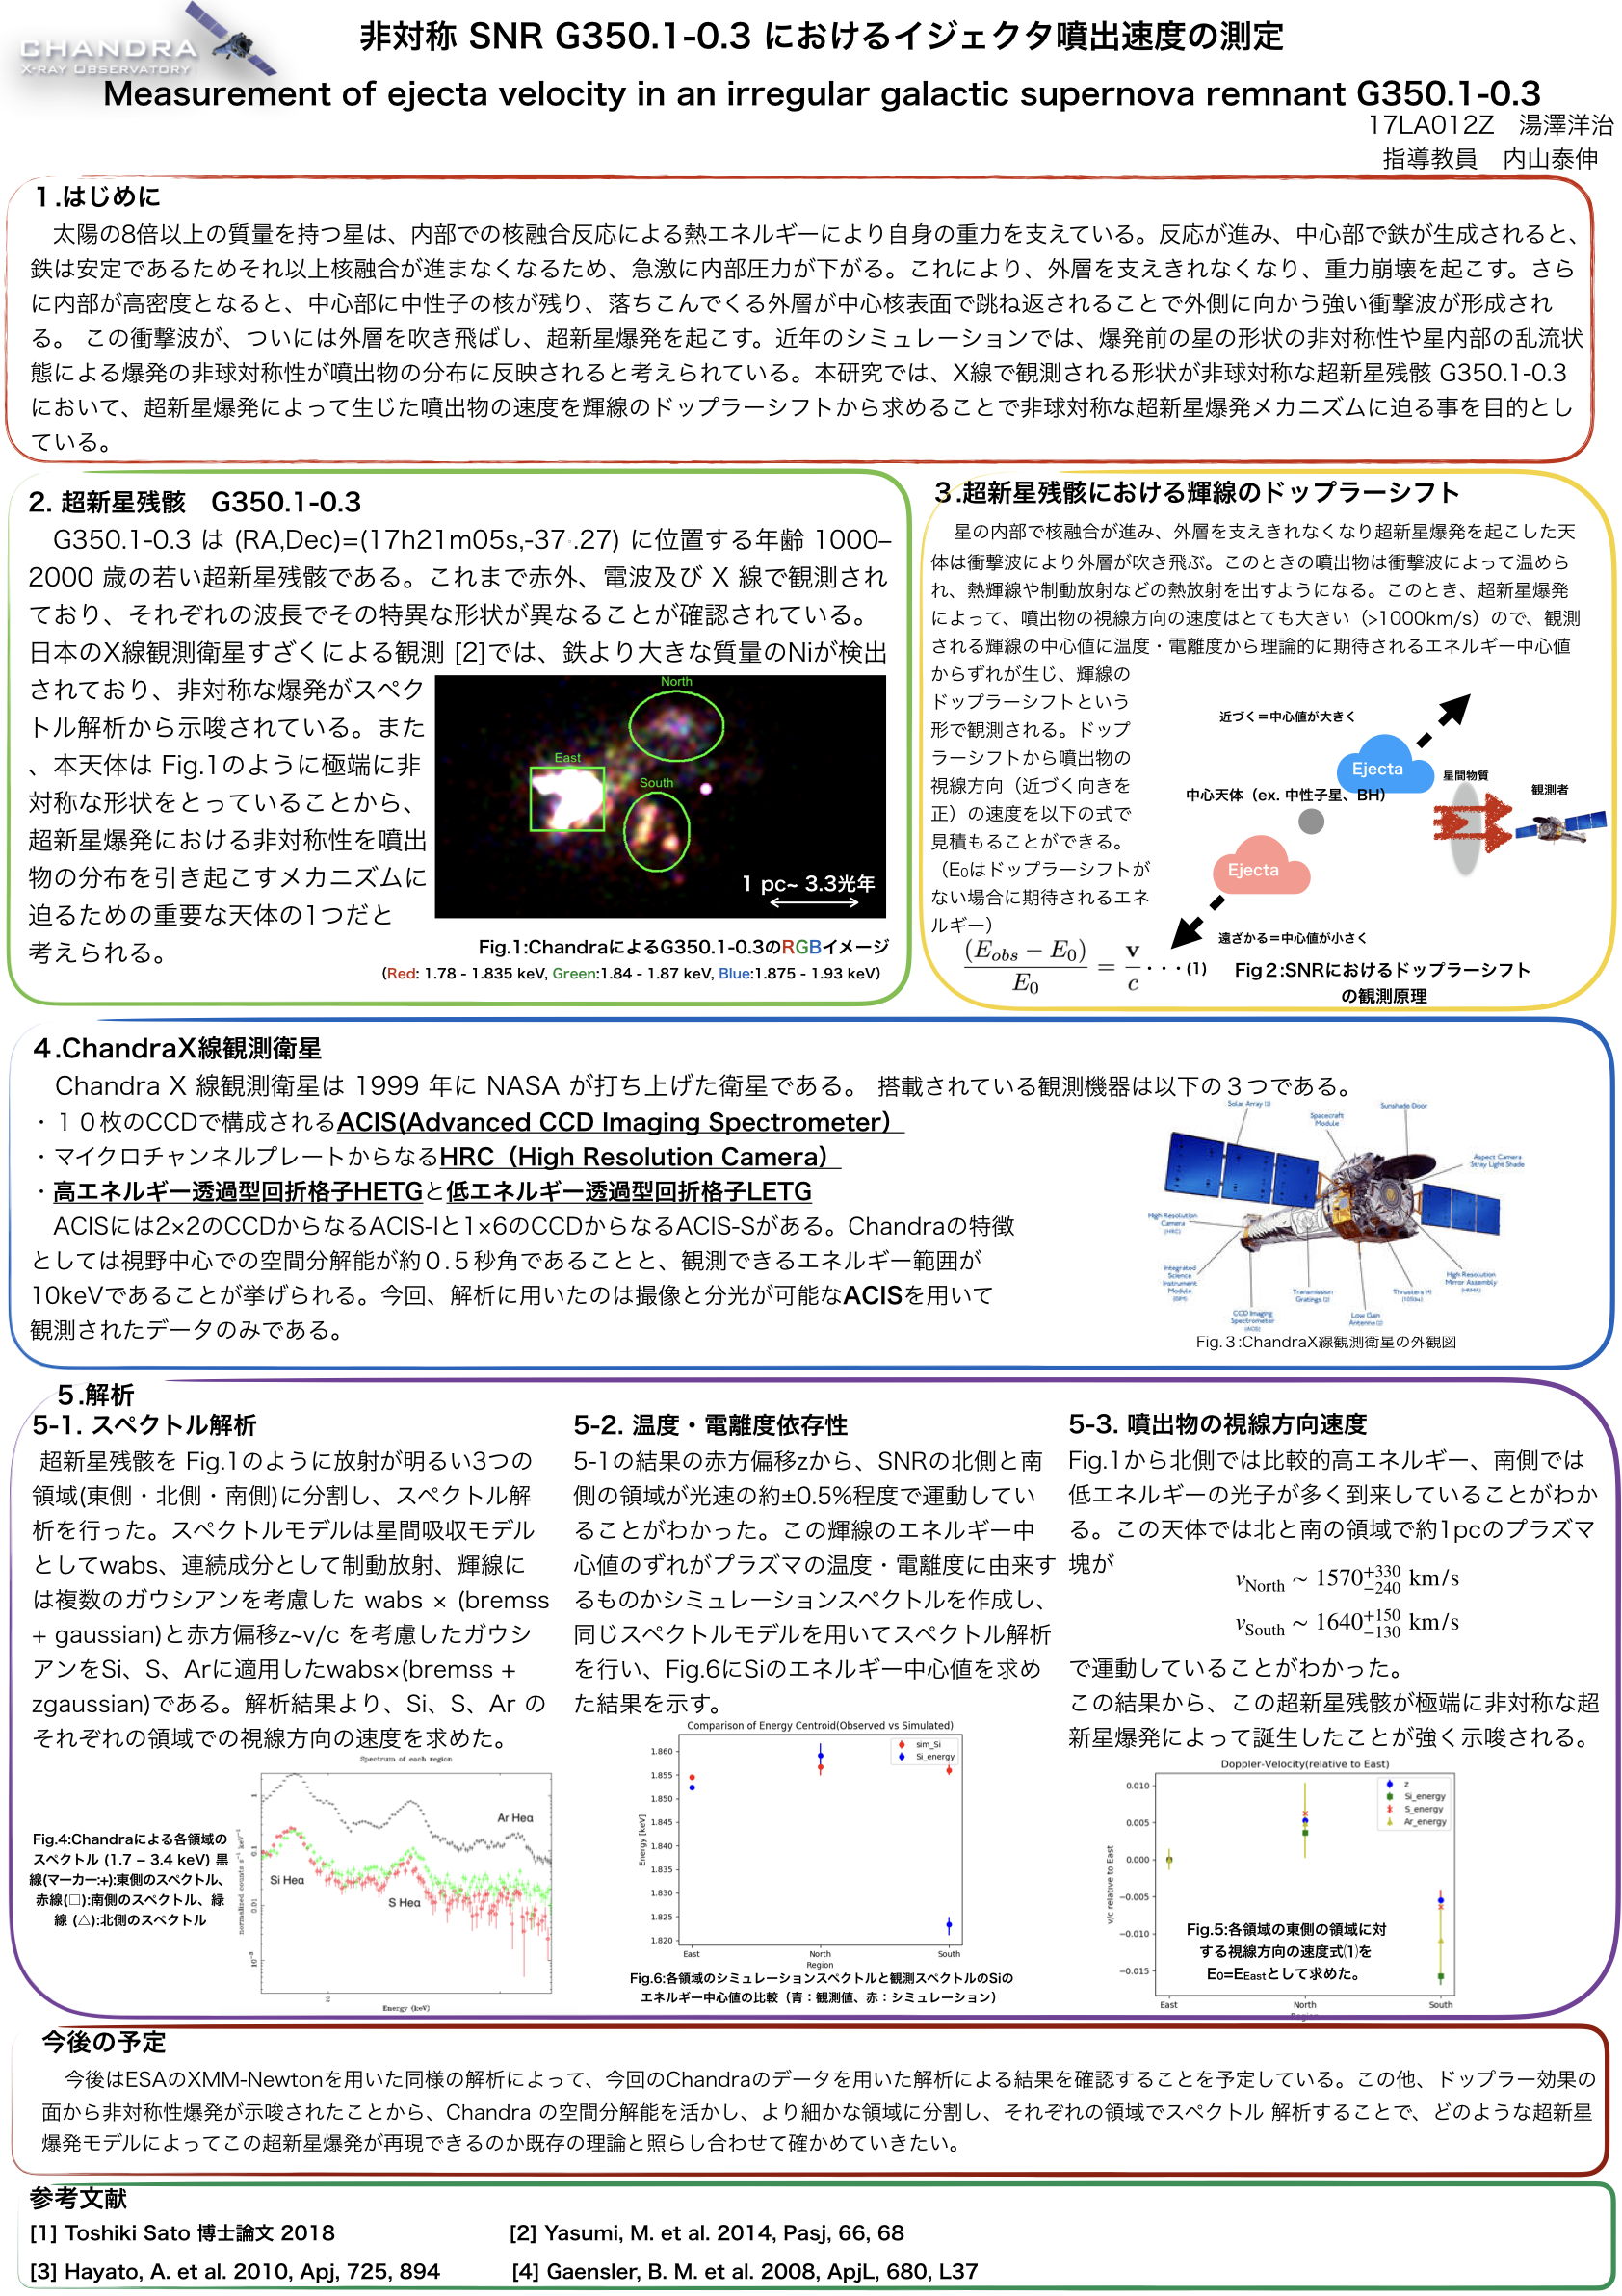 CHANDRA
X-RAY OBSERVATORY
非対称 SNR G350.1-0.3 におけるイジェクタ噴出速度の測定
Measurement of ejecta velocity in an irregular galactic supernova remnant G350.1-0.3
17LA012Z　湯澤洋治
指導教員　内山泰伸
１.はじめに
太陽の8倍以上の質量を持つ星は、内部での核融合反応による熱エネルギーにより自身の重力を支えている。反応が進み、中心部で鉄が生成されると、
鉄は安定であるためそれ以上核融合が進まなくなるため、急激に内部圧力が下がる。これにより、外層を支えきれなくなり、重力崩壊を起こす。さら
に内部が高密度となると、中心部に中性子の核が残り、落ちこんでくる外層が中心核表面で跳ね返されることで外側に向かう強い衝撃波が形成され
る。 この衝撃波が、ついには外層を吹き飛ばし、超新星爆発を起こす。近年のシミュレーションでは、爆発前の星の形状の非対称性や星内部の乱流状
態による爆発の非球対称性が噴出物の分布に反映されると考えられている。本研究では、X線で観測される形状が非球対称な超新星残骸 G350.1-0.3
において、超新星爆発によって生じた噴出物の速度を輝線のドップラーシフトから求めることで非球対称な超新星爆発メカニズムに迫る事を目的とし
ている。
2. 超新星残骸　G350.1-0.3
G350.1-0.3 は (RA,Dec)=(17h21m05s,-37 .27) に位置する年齢 1000–
2000 歳の若い超新星残骸である。これまで赤外、電波及び X 線で観測され
ており、それぞれの波長でその特異な形状が異なることが確認されている。
日本のX線観測衛星すざくによる観測 [2]では、鉄より大きな質量のNiが検出
されており、非対称な爆発がスペク
トル解析から示唆されている。また
、本天体は Fig.1のように極端に非
対称な形状をとっていることから、
超新星爆発における非対称性を噴出
物の分布を引き起こすメカニズムに
迫るための重要な天体の1つだと
考えられる。
North
East
South
1 pc~ 3.3光年
Fig.1:ChandraによるG350.1-0.3のRGBイメージ
(Red: 1.78 - 1.835 keV, Green:1.84 - 1.87 keV, Blue:1.875 - 1.93 keV)
３.超新星残骸における輝線のドップラーシフト
星の内部で核融合が進み、外層を支えきれなくなり超新星爆発を起こした天
体は衝撃波により外層が吹き飛ぶ。このときの噴出物は衝撃波によって温めら
れ、熱輝線や制動放射などの熱放射を出すようになる。このとき、超新星爆発
によって、噴出物の視線方向の速度はとても大きい（>1000km/s）ので、観測
される輝線の中心値に温度・電離度から理論的に期待されるエネルギー中心値
からずれが生じ、輝線の
ドップラーシフトという
形で観測される。ドップ
ラーシフトから噴出物の
視線方向（近づく向きを
正）の速度を以下の式で
見積もることができる。
（E₀はドップラーシフトが
ない場合に期待されるエネ
ルギー）
(E_obs − E_0)/E_0 = v/c ･･･(1)
近づく＝中心値が大きく
Ejecta
星間物質
観測者
中心天体（ex. 中性子星、BH）
Ejecta
遠ざかる＝中心値が小さく
Fig２:SNRにおけるドップラーシフト
の観測原理
４.ChandraX線観測衛星
Chandra X 線観測衛星は 1999 年に NASA が打ち上げた衛星である。 搭載されている観測機器は以下の３つである。
・１０枚のCCDで構成されるACIS(Advanced CCD Imaging Spectrometer）
・マイクロチャンネルプレートからなるHRC（High Resolution Camera）
・高エネルギー透過型回折格子HETGと低エネルギー透過型回折格子LETG
ACISには2×2のCCDからなるACIS-Iと1×6のCCDからなるACIS-Sがある。Chandraの特徴
としては視野中心での空間分解能が約０.５秒角であることと、観測できるエネルギー範囲が
10keVであることが挙げられる。今回、解析に用いたのは撮像と分光が可能なACISを用いて
観測されたデータのみである。
Solar Array (2)
Spacecraft
Module
Sunshade Door
Aspect Camera
Stray Light Shade
High Resolution
Camera
(HRC)
Integrated
Science
Instrument
Module
(ISIM)
CCD Imaging
Spectrometer
(ACIS)
Transmission
Gratings (2)
Low Gain
Antenna (2)
Thrusters (4)
(105lbs)
High Resolution
Mirror Assembly
(HRMA)
Fig.３:ChandraX線観測衛星の外観図
５.解析
5-1. スペクトル解析
超新星残骸を Fig.1のように放射が明るい3つの
領域(東側・北側・南側)に分割し、スペクトル解
析を行った。スペクトルモデルは星間吸収モデル
としてwabs、連続成分として制動放射、輝線に
は複数のガウシアンを考慮した wabs × (bremss
+ gaussian)と赤方偏移z~v/c を考慮したガウシ
アンをSi、S、Arに適用したwabs×(bremss +
zgaussian)である。解析結果より、Si、S、Ar の
それぞれの領域での視線方向の速度を求めた。
Fig.4:Chandraによる各領域の
スペクトル (1.7 – 3.4 keV) 黒
線(マーカー:+):東側のスペクトル、
赤線(□):南側のスペクトル、緑
線 (△):北側のスペクトル
Spectrum of each region
normalized counts s⁻¹ keV⁻¹
1
0.1
0.01
10⁻³
Ar Heα
Si Heα
S Heα
2
Energy (keV)
5-2. 温度・電離度依存性
5-1の結果の赤方偏移zから、SNRの北側と南
側の領域が光速の約±0.5%程度で運動してい
ることがわかった。この輝線のエネルギー中
心値のずれがプラズマの温度・電離度に由来す
るものかシミュレーションスペクトルを作成し、
同じスペクトルモデルを用いてスペクトル解析
を行い、Fig.6にSiのエネルギー中心値を求め
た結果を示す。
Comparison of Energy Centroid(Observed vs Simulated)
sim_Si
Si_energy
Energy [keV]
1.860
1.855
1.850
1.845
1.840
1.835
1.830
1.825
1.820
East
North
South
Region
Fig.6:各領域のシミュレーションスペクトルと観測スペクトルのSiの
エネルギー中心値の比較（青：観測値、赤：シミュレーション）
5-3. 噴出物の視線方向速度
Fig.1から北側では比較的高エネルギー、南側では
低エネルギーの光子が多く到来していることがわか
る。この天体では北と南の領域で約1pcのプラズマ
塊が
v_North ~ 1570 +330 −240 km/s
v_South ~ 1640 +150 −130 km/s
で運動していることがわかった。
この結果から、この超新星残骸が極端に非対称な超
新星爆発によって誕生したことが強く示唆される。
Doppler-Velocity(relative to East)
z
Si_energy
S_energy
Ar_energy
v/c relative to East
0.010
0.005
0.000
−0.005
−0.010
−0.015
Fig.5:各領域の東側の領域に対
する視線方向の速度式⑴を
E₀=E_Eastとして求めた。
East
North
South
Region
今後の予定
今後はESAのXMM-Newtonを用いた同様の解析によって、今回のChandraのデータを用いた解析による結果を確認することを予定している。この他、ドップラー効果の
面から非対称性爆発が示唆されたことから、Chandra の空間分解能を活かし、より細かな領域に分割し、それぞれの領域でスペクトル 解析することで、どのような超新星
爆発モデルによってこの超新星爆発が再現できるのか既存の理論と照らし合わせて確かめていきたい。
参考文献
[1] Toshiki Sato 博士論文 2018
[2] Yasumi, M. et al. 2014, Pasj, 66, 68
[3] Hayato, A. et al. 2010, Apj, 725, 894
[4] Gaensler, B. M. et al. 2008, ApjL, 680, L37